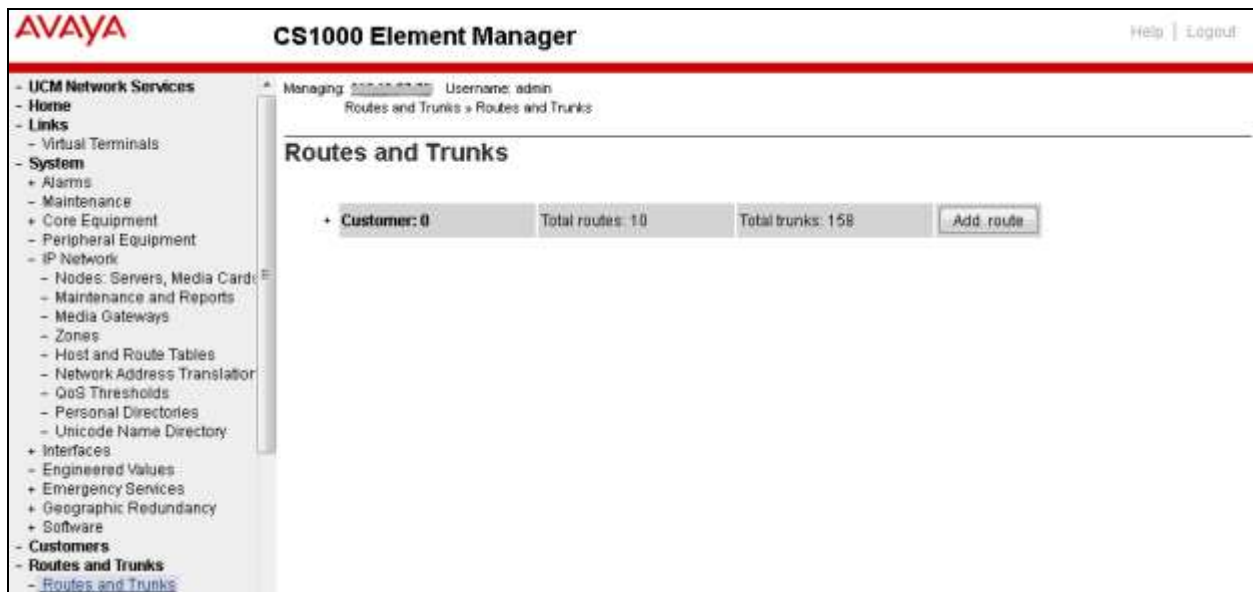 AVAYA
CS1000 Element Manager
Help | Logout
- UCM Network Services
- Home
- Links
- Virtual Terminals
- System
+ Alarms
- Maintenance
+ Core Equipment
- Peripheral Equipment
- IP Network
- Nodes: Servers, Media Cards
- Maintenance and Reports
- Media Gateways
- Zones
- Host and Route Tables
- Network Address Translation
- QoS Thresholds
- Personal Directories
- Unicode Name Directory
+ Interfaces
- Engineered Values
+ Emergency Services
+ Geographic Redundancy
+ Software
- Customers
- Routes and Trunks
- Routes and Trunks
Managing: Username: admin
Routes and Trunks » Routes and Trunks
Routes and Trunks
+ Customer: 0 Total routes: 10 Total trunks: 158 Add route